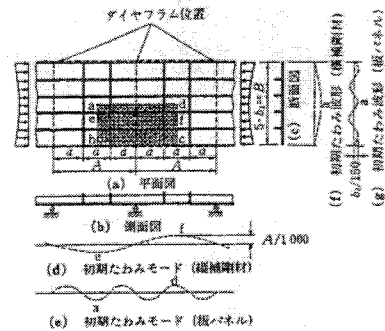 ダイヤフラム位置
a
d
e
f
b
c
a
a
a
a
a
a
A
A
(a) 平面図
(b) 側面図
f
e
A/1000
(d) 初期たわみモード (縦補剛材)
d
a
(e) 初期たわみモード (板パネル)
(c) 断面図
(f) 初期たわみ波形 (縦補剛材)
(g) 初期たわみ波形 (板パネル)